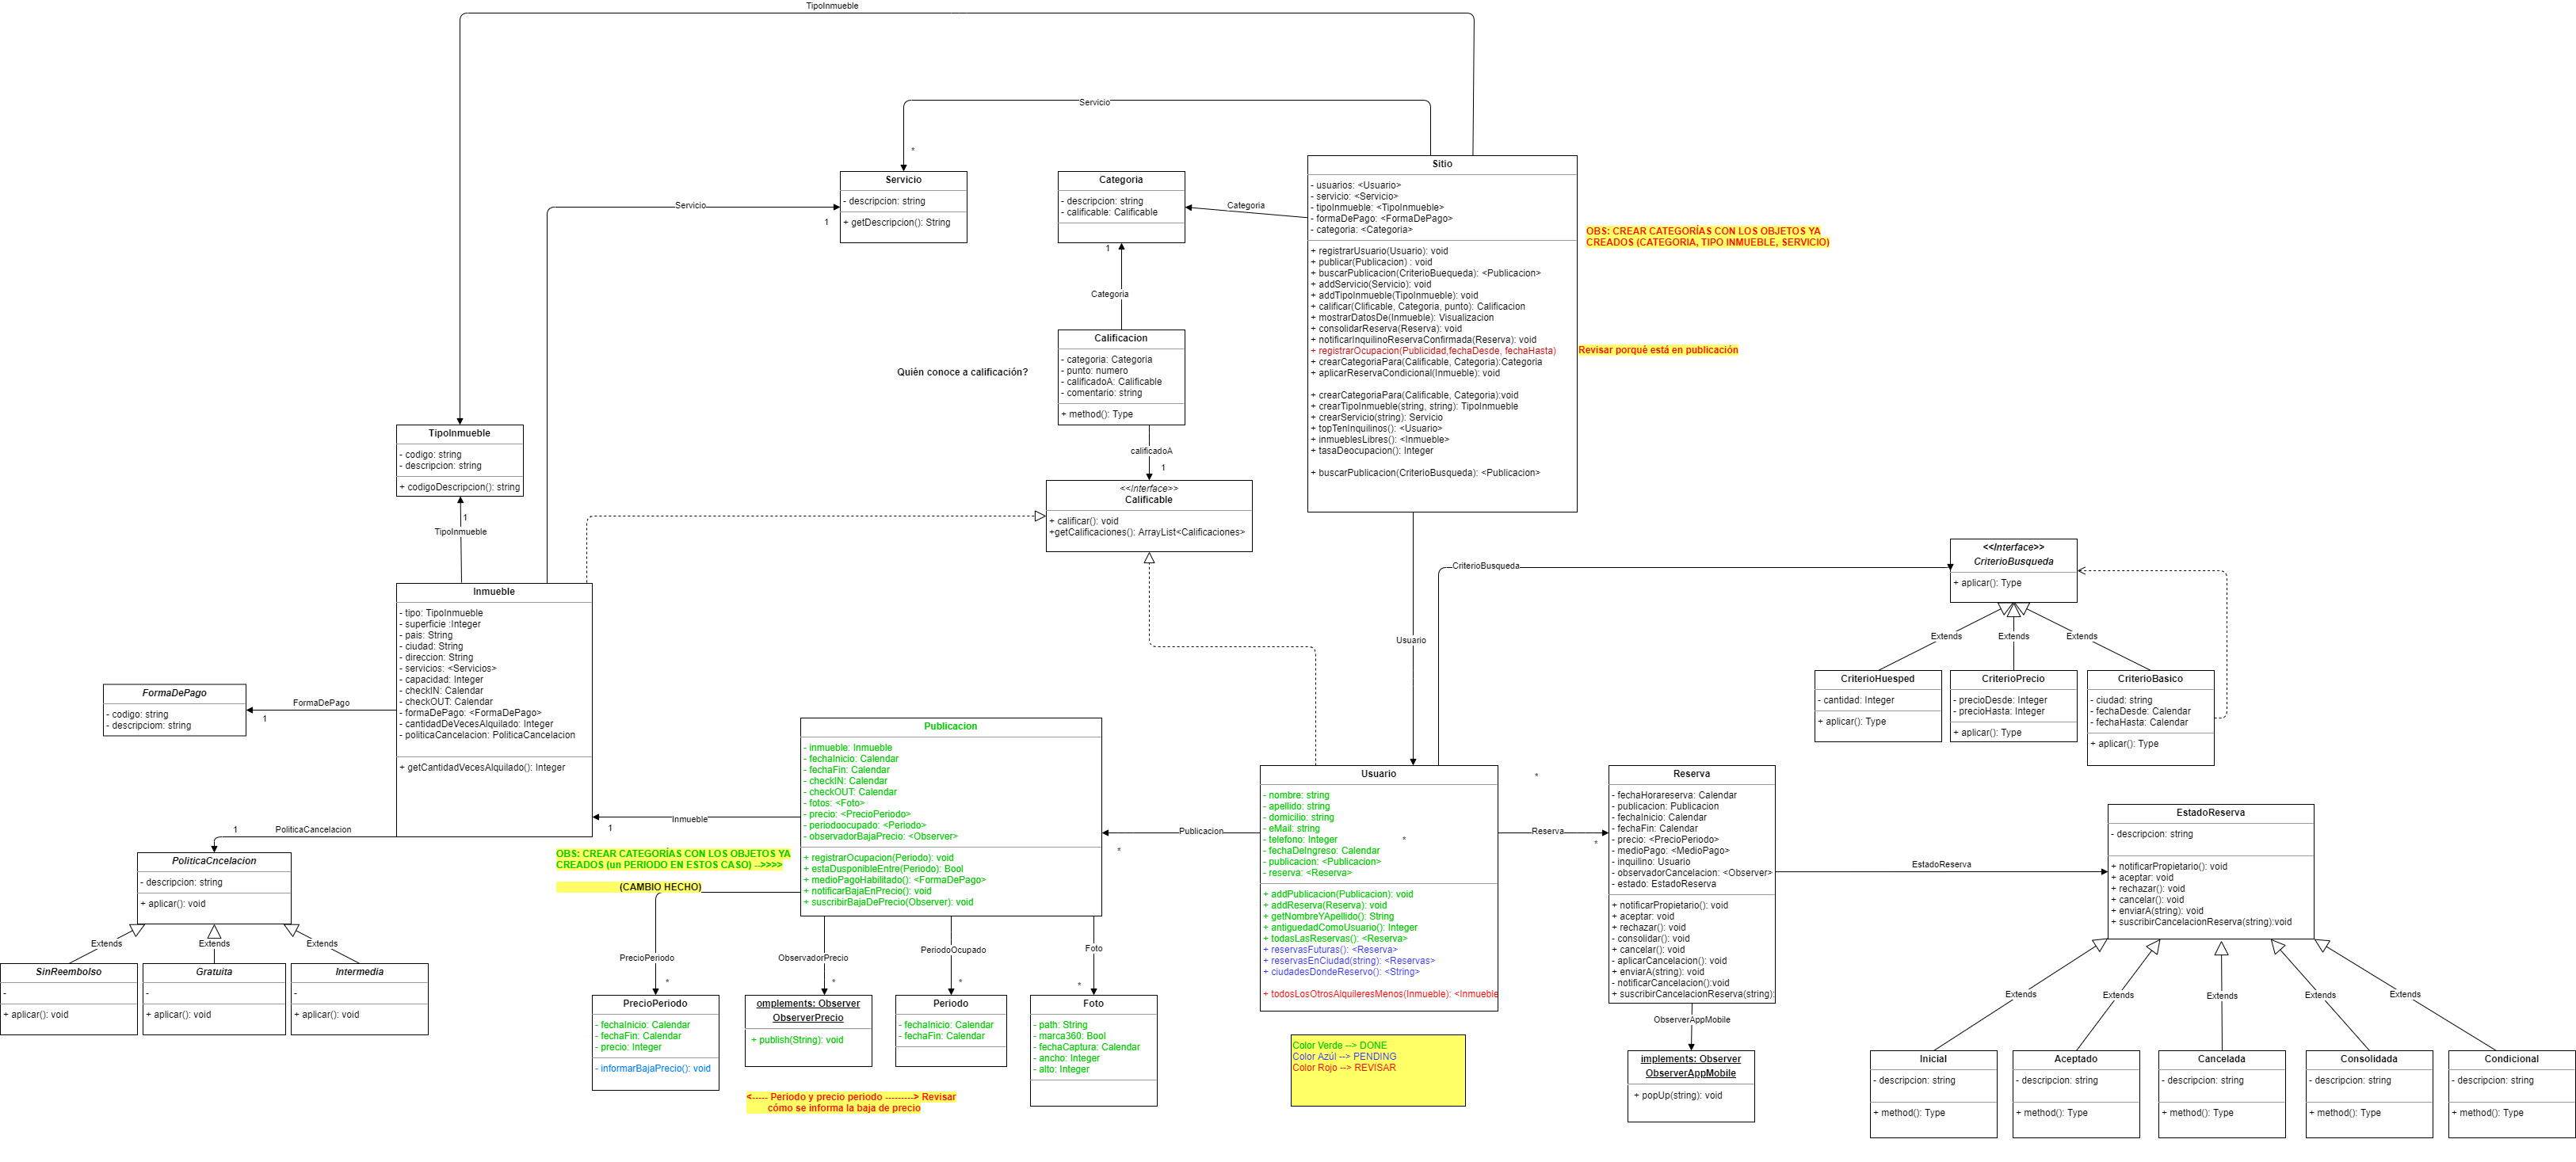 TipoInmueble
Servicio
*
Servicio
- descripcion: string
+ getDescripcion(): String
Servicio
1
Categoria
- descripcion: string
- calificable: Calificable
Categoria
1
Categoria
Sitio
- usuarios: <Usuario>
- servicio: <Servicio>
- tipoInmueble: <TipoInmueble>
- formaDePago: <FormaDePago>
- categoria: <Categoria>
+ registrarUsuario(Usuario): void
+ publicar(Publicacion) : void
+ buscarPublicacion(CriterioBuequeda): <Publicacion>
+ addServicio(Servicio): void
+ addTipoInmueble(TipoInmueble): void
+ calificar(Clificable, Categoria, punto): Calificacion
+ mostrarDatosDe(Inmueble): Visualizacion
+ consolidarReserva(Reserva): void
+ notificarInquilinoReservaConfirmada(Reserva): void
+ registrarOcupacion(Publicidad,fechaDesde, fechaHasta)
+ crearCategoriaPara(Calificable, Categoria):Categoria
+ aplicarReservaCondicional(Inmueble): void
+ crearCategoriaPara(Calificable, Categoria):void
+ crearTipoInmueble(string, string): TipoInmueble
+ crearServicio(string): Servicio
+ topTenInquilinos(): <Usuario>
+ inmueblesLibres(): <Inmueble>
+ tasaDeocupacion(): Integer
+ buscarPublicacion(CriterioBusqueda): <Publicacion>
OBS: CREAR CATEGORÍAS CON LOS OBJETOS YA
CREADOS (CATEGORIA, TIPO INMUEBLE, SERVICIO)
Revisar porqué está en publicación
Calificacion
- categoria: Categoria
- punto: numero
- calificadoA: Calificable
- comentario: string
+ method(): Type
Quién conoce a calificación?
calificadoA
1
<<Interface>>
Calificable
+ calificar(): void
+getCalificaciones(): ArrayList<Calificaciones>
TipoInmueble
- codigo: string
- descripcion: string
+ codigoDescripcion(): string
1
TipoInmueble
Inmueble
- tipo: TipoInmueble
- superficie :Integer
- pais: String
- ciudad: String
- direccion: String
- servicios: <Servicios>
- capacidad: Integer
- checkIN: Calendar
- checkOUT: Calendar
- formaDePago: <FormaDePago>
- cantidadDeVecesAlquilado: Integer
- politicaCancelacion: PoliticaCancelacion
+ getCantidadVecesAlquilado(): Integer
FormaDePago
- codigo: string
- descripciom: string
FormaDePago
1
1
PoliticaCancelacion
PoliticaCncelacion
- descripcion: string
+ aplicar(): void
Extends
Extends
Extends
SinReembolso
-
+ aplicar(): void
Gratuita
-
+ aplicar(): void
Intermedia
-
+ aplicar(): void
Publicacion
- inmueble: Inmueble
- fechaInicio: Calendar
- fechaFin: Calendar
- checkIN: Calendar
- checkOUT: Calendar
- fotos: <Foto>
- precio: <PrecioPeriodo>
- periodoocupado: <Periodo>
- observadorBajaPrecio: <Observer>
+ registrarOcupacion(Periodo): void
+ estaDusponibleEntre(Periodo): Bool
+ medioPagoHabilitado(): <FormaDePago>
+ notificarBajaEnPrecio(): void
+ suscribirBajaDePrecio(Observer): void
Inmueble
1
OBS: CREAR CATEGORÍAS CON LOS OBJETOS YA
CREADOS (un PERIODO EN ESTOS CASO) -->>>>
(CAMBIO HECHO)
PrecioPeriodo
*
ObservadorPrecio
*
PeriodoOcupado
*
Foto
*
PrecioPeriodo
- fechaInicio: Calendar
- fechaFin: Calendar
- precio: Integer
- informarBajaPrecio(): void
omplements: Observer
ObserverPrecio
+ publish(String): void
Periodo
- fechaInicio: Calendar
- fechaFin: Calendar
Foto
- path: String
- marca360: Bool
- fechaCaptura: Calendar
- ancho: Integer
- alto: Integer
<----- Periodo y precio periodo ---------> Revisar
cómo se informa la baja de precio
Usuario
CriterioBusqueda
Publicacion
*
Usuario
- nombre: string
- apellido: string
- domicilio: string
- eMail: string
- telefono: Integer
- fechaDeIngreso: Calendar
- publicacion: <Publicacion>
- reserva: <Reserva>
*
+ addPublicacion(Publicacion): void
+ addReserva(Reserva): void
+ getNombreYApellido(): String
+ antiguedadComoUsuario(): Integer
+ todasLasReservas(): <Reserva>
+ reservasFuturas(): <Reserva>
+ reservasEnCiudad(string): <Reservas>
+ ciudadesDondeReservo(): <String>
+ todosLosOtrosAlquileresMenos(Inmueble): <Inmueble
Color Verde --> DONE
Color Azúl --> PENDING
Color Rojo --> REVISAR
*
Reserva
*
Reserva
- fechaHorareserva: Calendar
- publicacion: Publicacion
- fechaInicio: Calendar
- fechaFin: Calendar
- precio: <PrecioPeriodo>
- medioPago: <MedioPago>
- inquilino: Usuario
- observadorCancelacion: <Observer>
- estado: EstadoReserva
+ notificarPropietario(): void
+ aceptar: void
+ rechazar(): void
- consolidar(): void
+ cancelar(): void
- aplicarCancelacion(): void
+ enviarA(string): void
- notificarCancelacion():void
+ suscribirCancelacionReserva(string):
ObserverAppMobile
implements: Observer
ObserverAppMobile
+ popUp(string): void
<<Interface>>
CriterioBusqueda
+ aplicar(): Type
Extends
Extends
Extends
CriterioHuesped
- cantidad: Integer
+ aplicar(): Type
CriterioPrecio
- precioDesde: Integer
- precioHasta: Integer
+ aplicar(): Type
CriterioBasico
- ciudad: string
- fechaDesde: Calendar
- fechaHasta: Calendar
+ aplicar(): Type
EstadoReserva
EstadoReserva
- descripcion: string
+ notificarPropietario(): void
+ aceptar: void
+ rechazar(): void
+ cancelar(): void
+ enviarA(string): void
+ suscribirCancelacionReserva(string):void
Extends
Extends
Extends
Extends
Extends
Inicial
- descripcion: string
+ method(): Type
Aceptado
- descripcion: string
+ method(): Type
Cancelada
- descripcion: string
+ method(): Type
Consolidada
- descripcion: string
+ method(): Type
Condicional
- descripcion: string
+ method(): Type